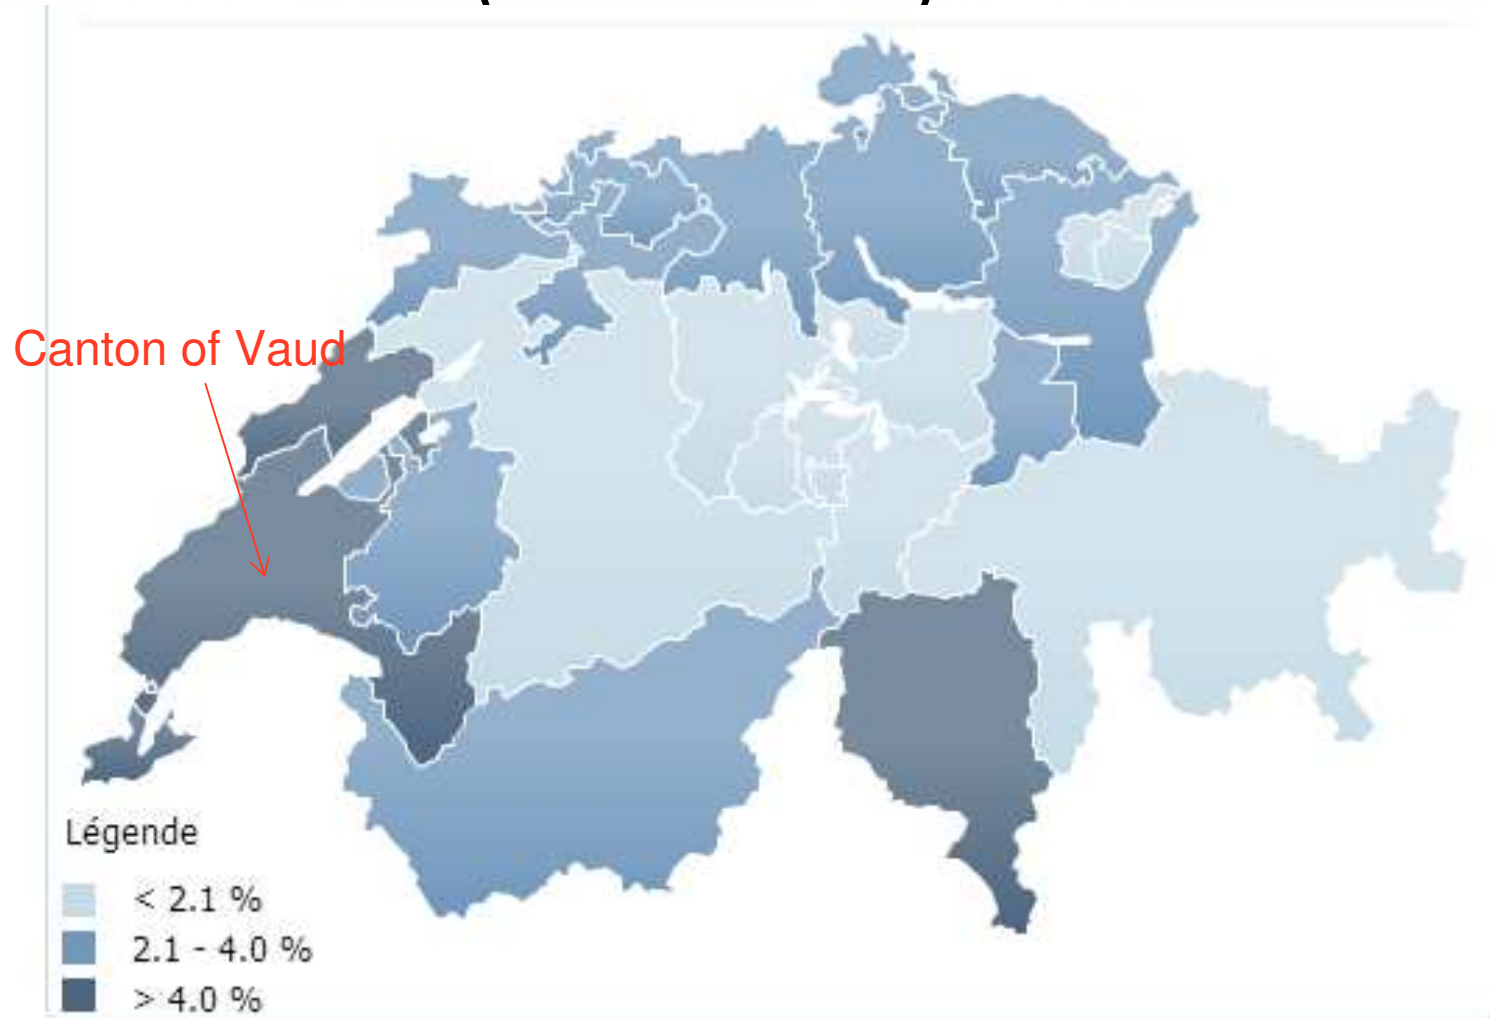 Canton of Vaud
Légende
< 2.1 %
2.1 - 4.0 %
> 4.0 %